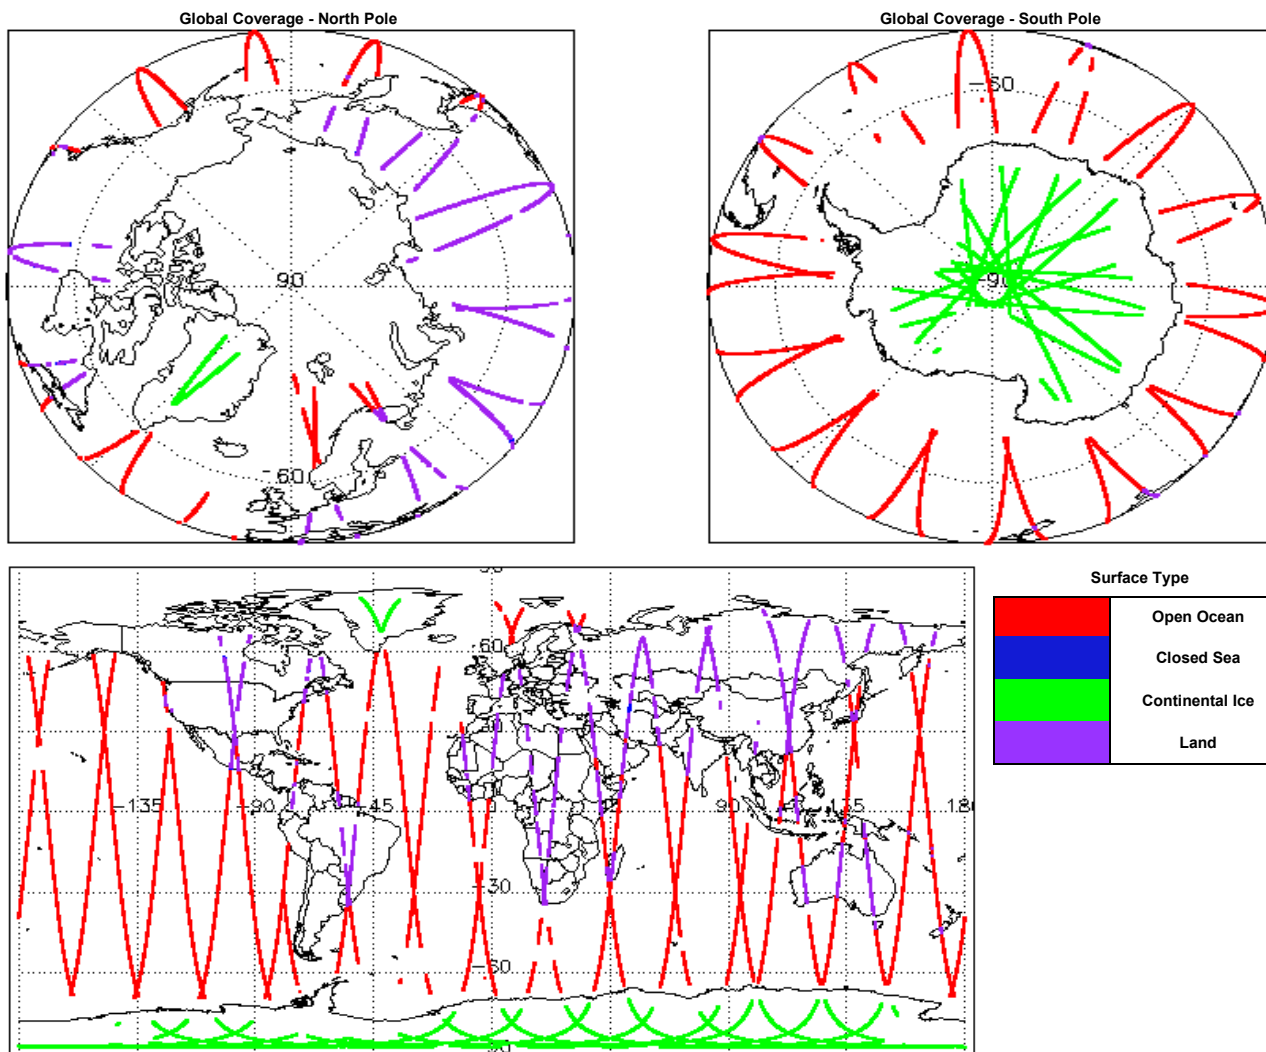 Global Coverage - North Pole
Global Coverage - South Pole
90
60
-60
-90
Surface Type
Open Ocean
Closed Sea
Continental Ice
Land
60
-135
-90
-45
0
90
135
180
-30
-60